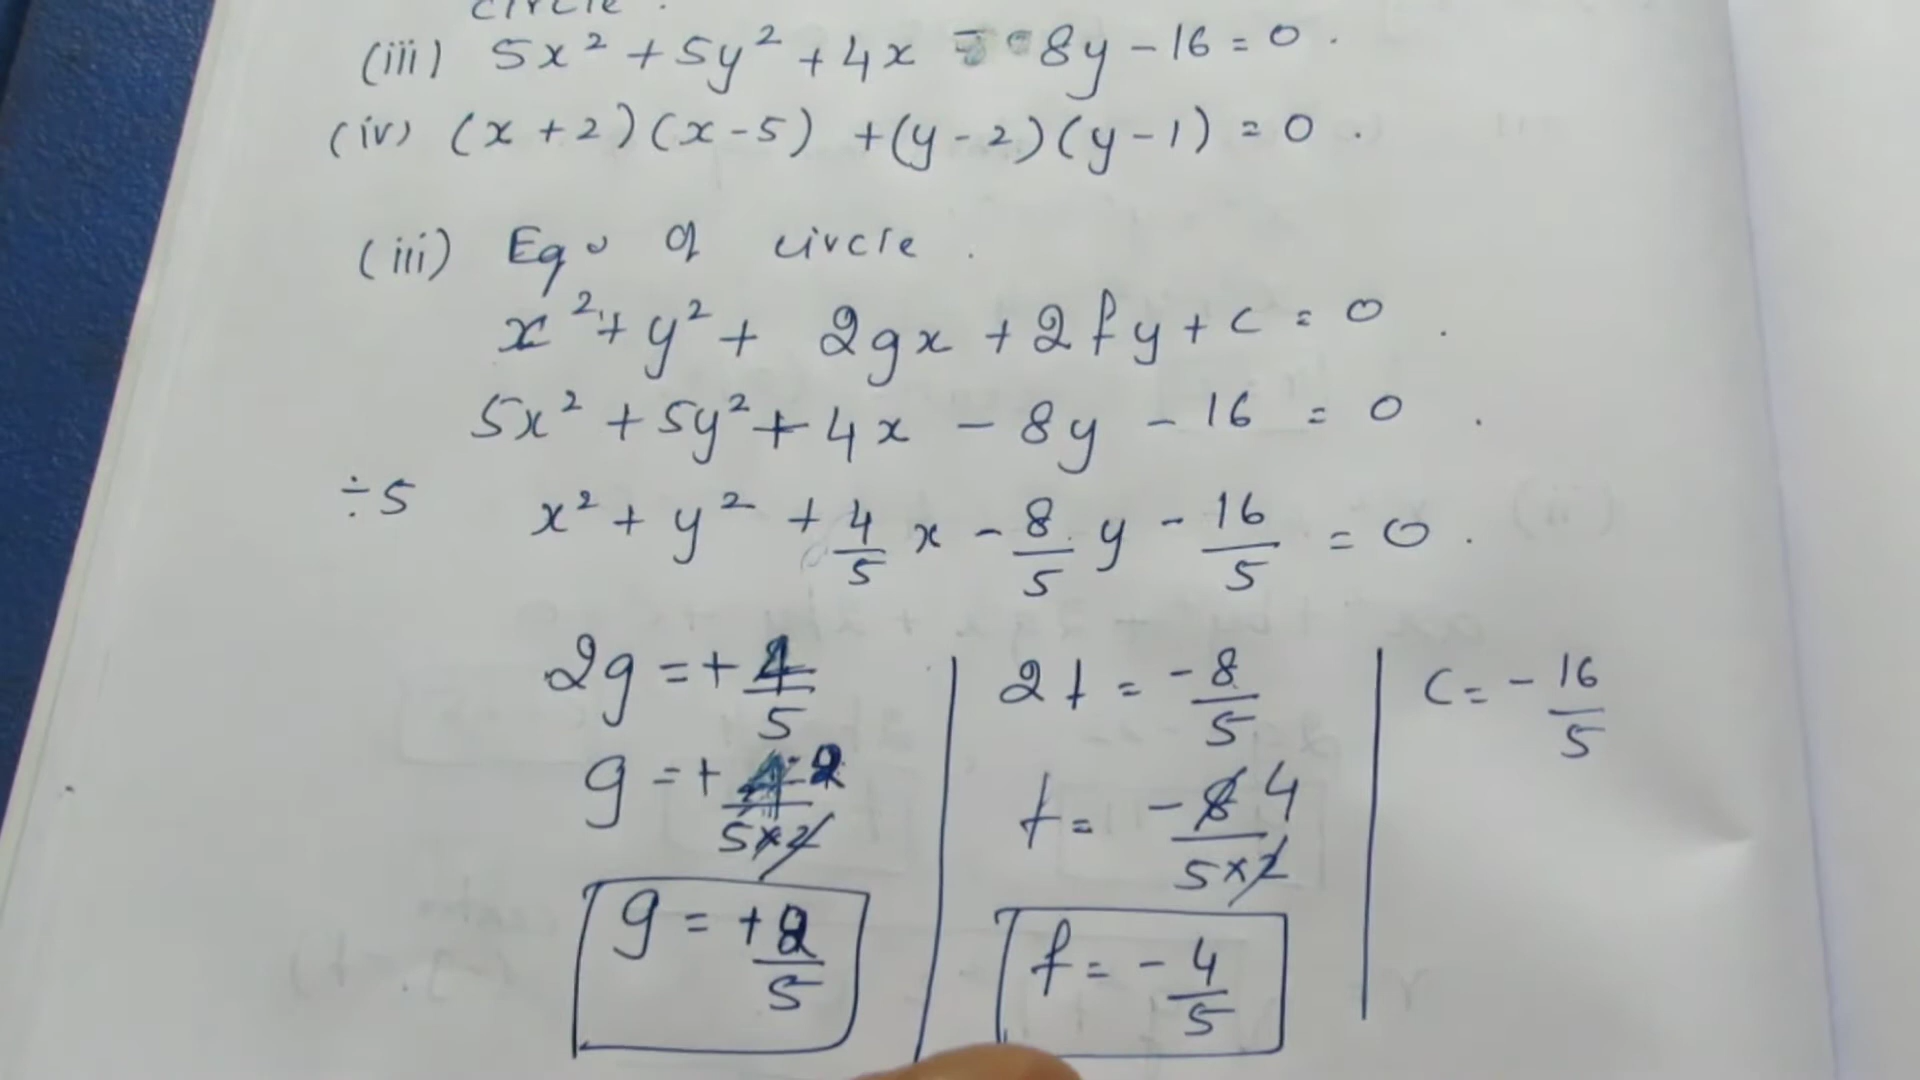 circle.
(iii) 5x² + 5y² + 4x - 8y - 16 = 0.
(iv) (x + 2)(x - 5) + (y - 2)(y - 1) = 0.
(iii) Eqn of circle.
x² + y² + 2gx + 2fy + c = 0.
5x² + 5y² + 4x - 8y - 16 = 0.
÷5 x² + y² + 4/5 x - 8/5 y - 16/5 = 0.
2g = + 4/5
g = + 4 2 / 5×2
g = + 2/5
2f = - 8/5
f = - 8 4 / 5×2
f = - 4/5
c = - 16/5